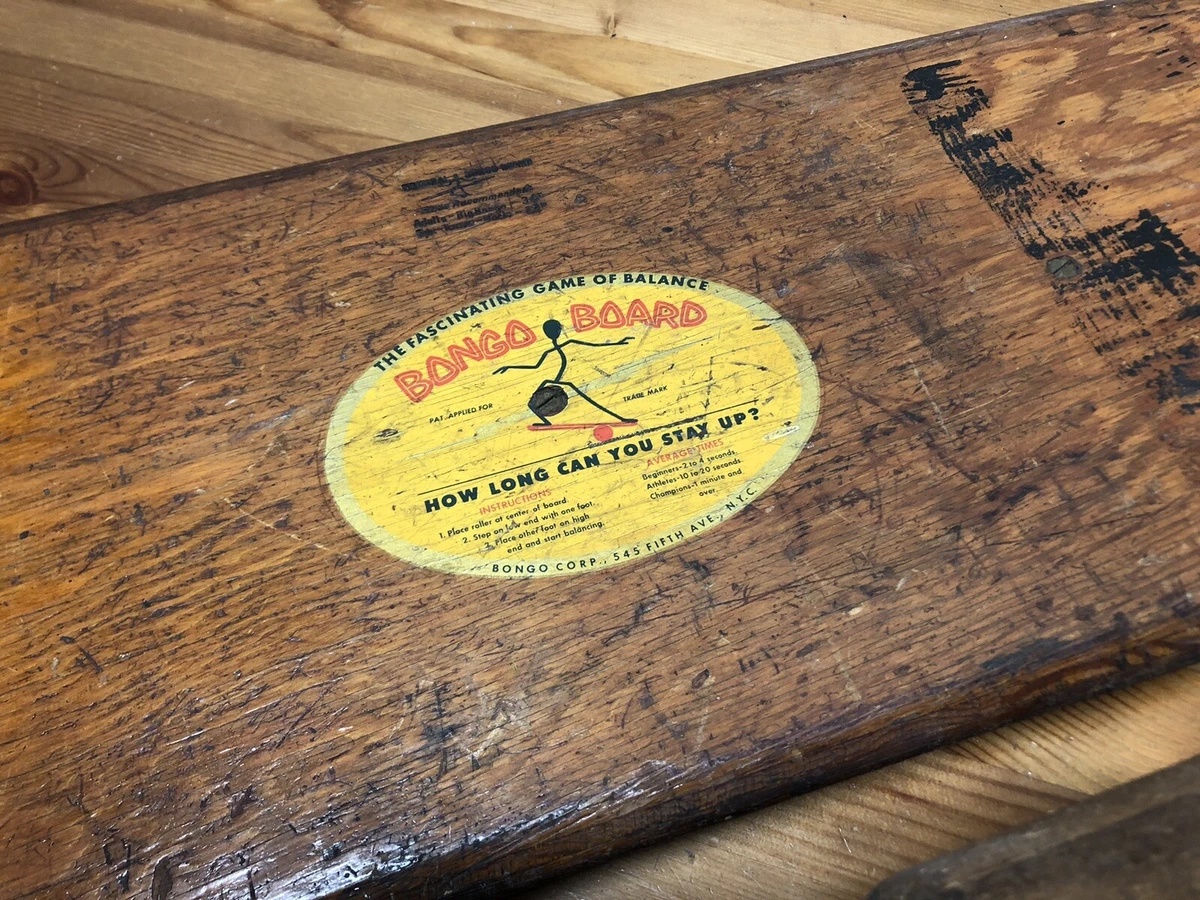 THE FASCINATING GAME OF BALANCE
BONGO BOARD
PAT. APPLIED FOR
TRADE MARK
HOW LONG CAN YOU STAY UP?
INSTRUCTIONS
1. Place roller at center of board.
2. Step on low end with one foot.
3. Place other foot on high
end and start balancing.
AVERAGE TIMES
Beginners-2 to 4 seconds.
Athletes-10 to 20 seconds
Champions-1 minute and
over.
BONGO CORP., 545 FIFTH AVE., N.Y.C.